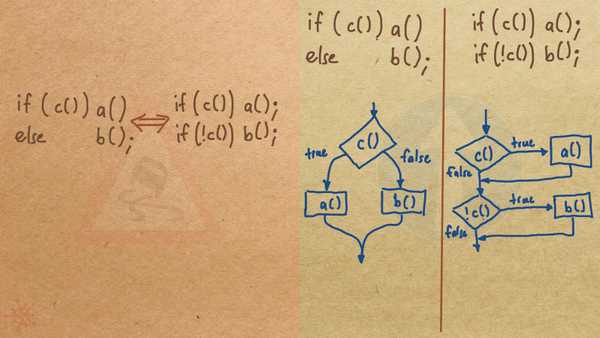 if (c()) a()
else b();
if (c()) a();
if (!c()) b();
if (c()) a()
else b();
c()
true
false
a()
b()
if (c()) a();
if (!c()) b();
c()
true
a()
false
!c()
true
b()
false